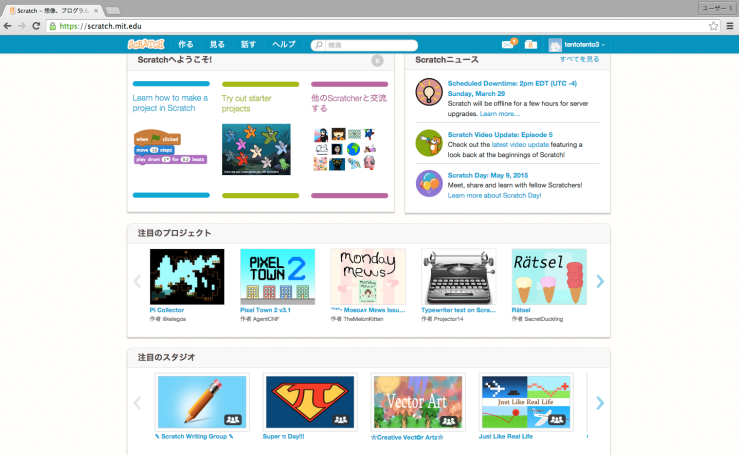 Scratch – 想像、プログラム、
ユーザー 1
https://scratch.mit.edu
SCRATCH 作る 見る 話す ヘルプ 検索 tentotento3
Scratchへようこそ!
Learn how to make a
project in Scratch
when clicked
move 10 steps
Try out starter
projects
他のScratcherと交流
する
Scratchニュース すべてを見る
Scheduled Downtime: 2pm EDT (UTC -4)
Sunday, March 29
Scratch will be offline for a few hours for server
upgrades. Learn more...
Scratch Video Update: Episode 5
Check out the latest video update featuring a
look back at the beginnings of Scratch!
Scratch Day: May 9, 2015
Meet, share and learn with fellow Scratchers!
Learn more about Scratch Day!
注目のプロジェクト
PIXEL
TOWN 2
Monday
mews
Rätsel
PI Collector Pixel Town 2 v3.1 Monday Mews Issu... Typewriter text on Scra... Rätsel
作者 iikelegos 作者 AgentCNF 作者 TheMelonKitten 作者 Projector14 作者 SecretDuckling
注目のスタジオ
π
Vector Art
Just Like Real Life
✎ Scratch Writing Group ✎ Super π Day!!! ☆Creative Vect✪r Artz☆ Just Like Real Life